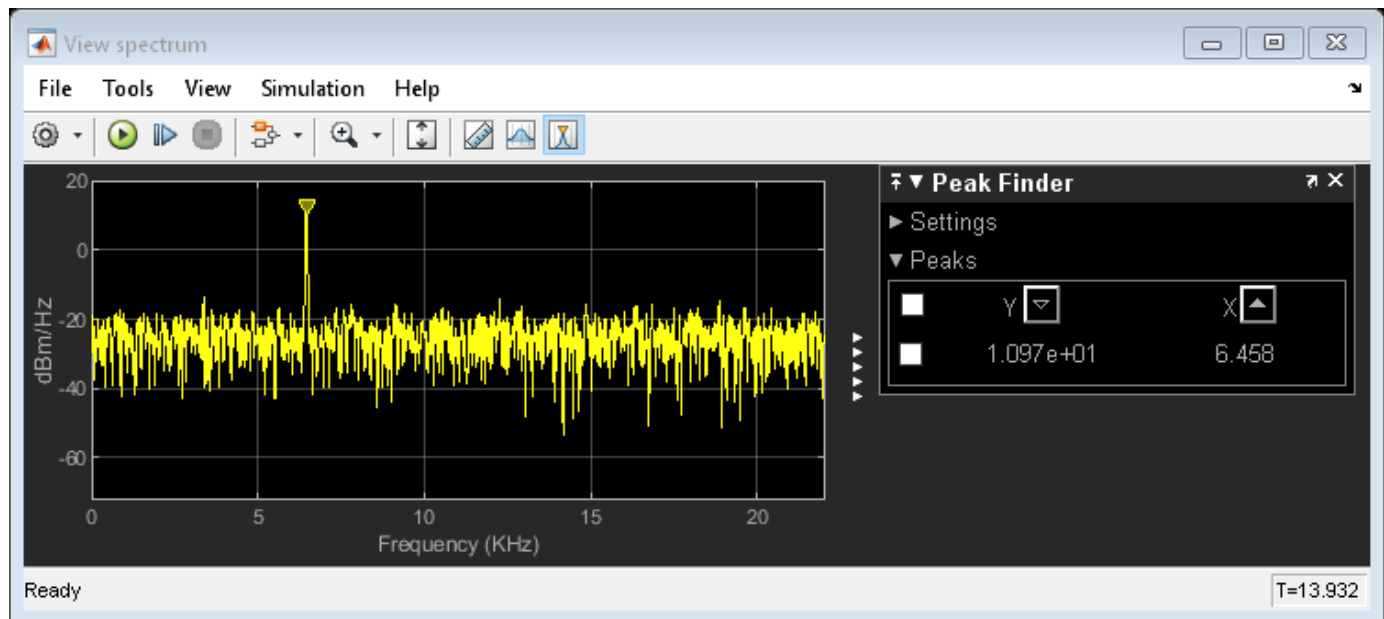 View spectrum
File Tools View Simulation Help
20
0
-20
-40
-60
dBm/Hz
0 5 10 15 20
Frequency (KHz)
Peak Finder
Settings
Peaks
Y X
1.097e+01 6.458
Ready T=13.932